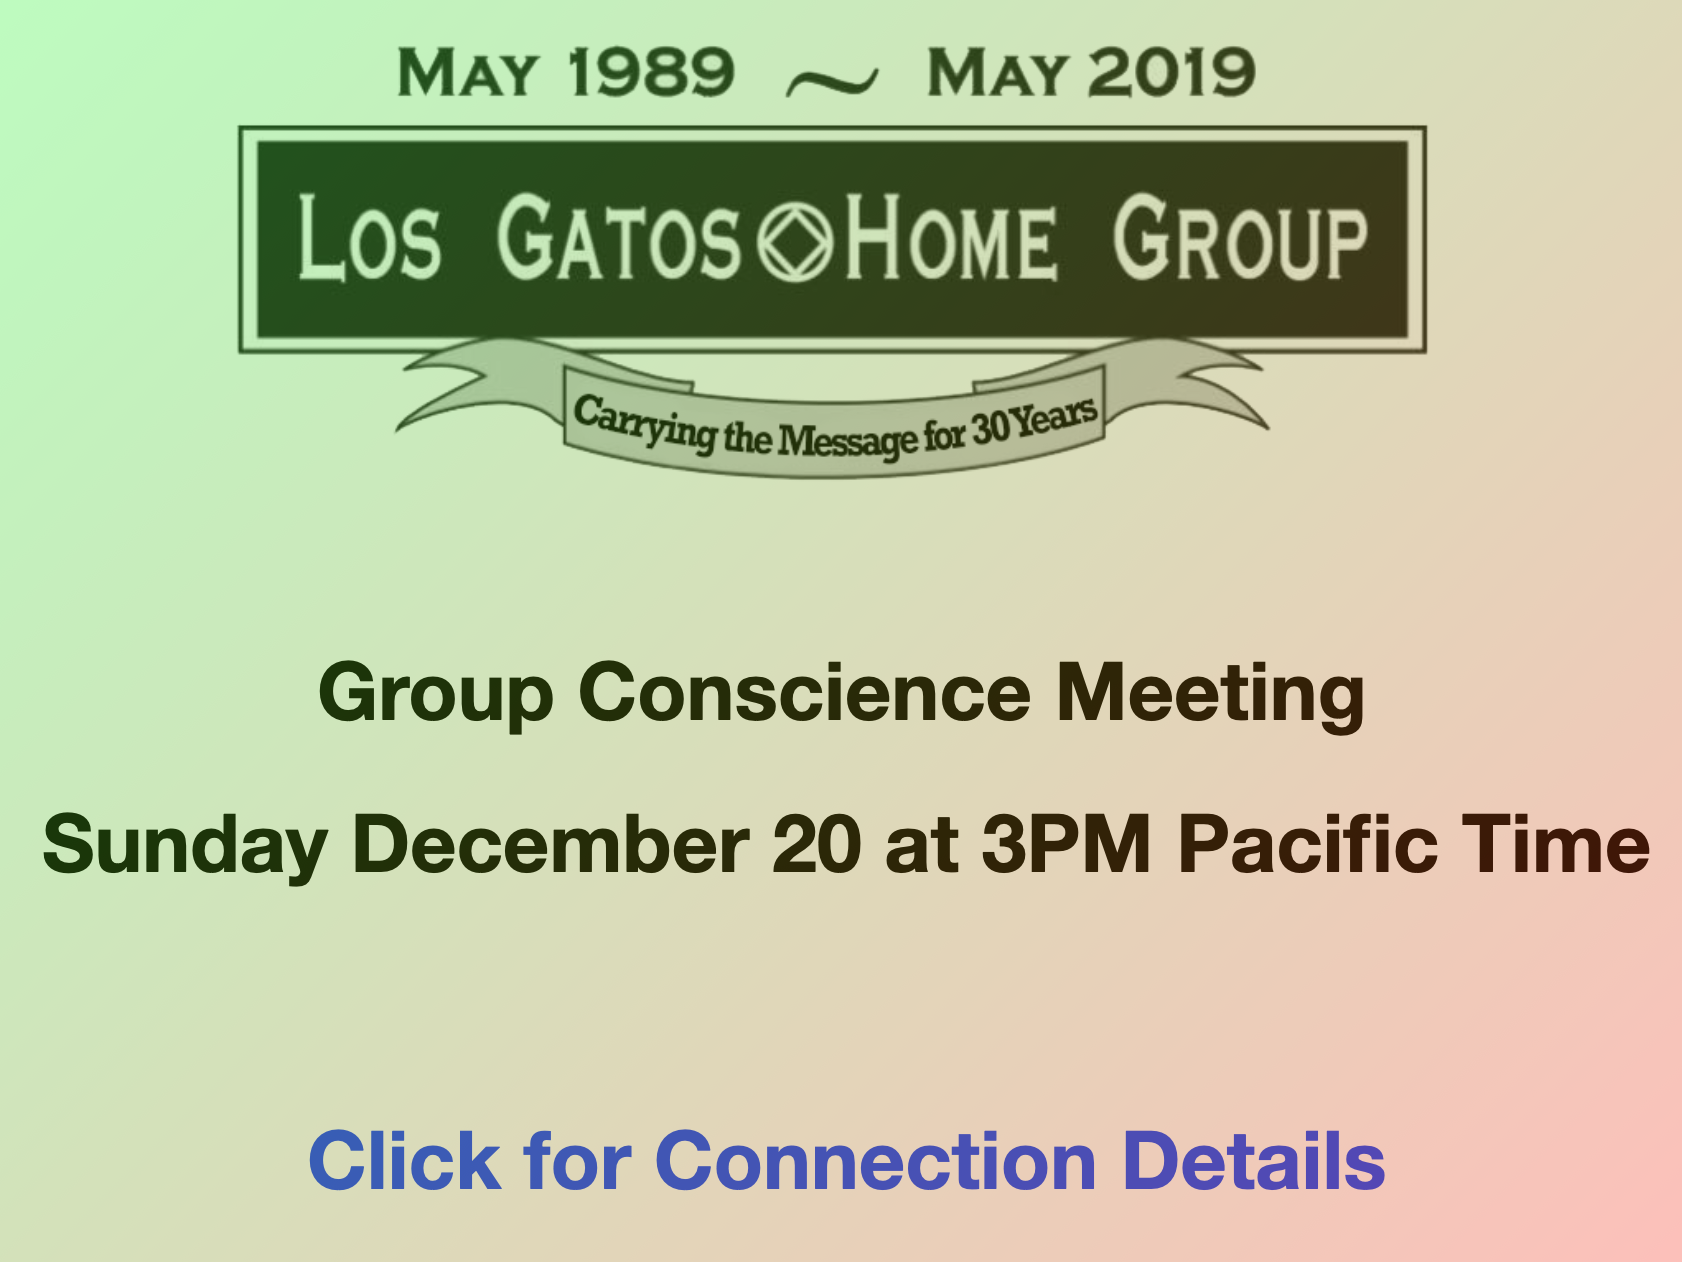 May 1989 ~ May 2019
Los Gatos Home Group
Carrying the Message for 30 Years
Group Conscience Meeting
Sunday December 20 at 3PM Pacific Time
Click for Connection Details